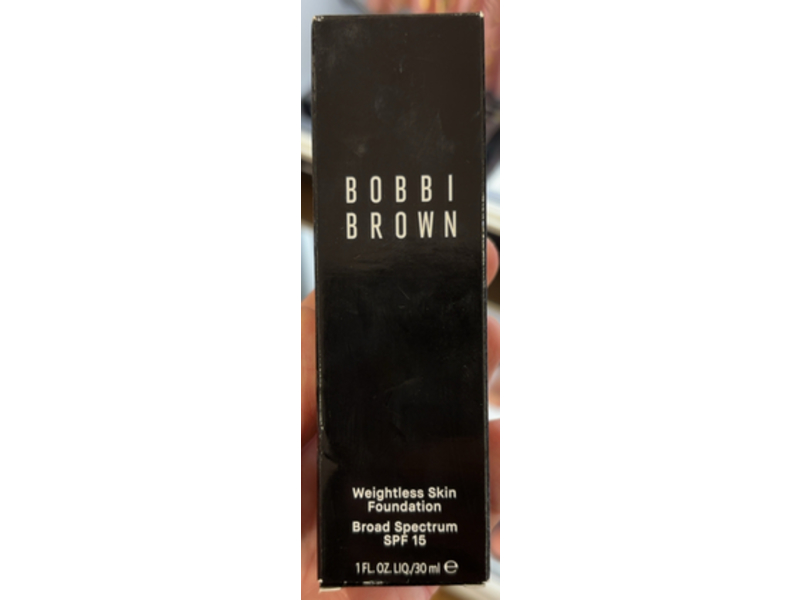 BOBBI
BROWN
Weightless Skin
Foundation
Broad Spectrum
SPF 15
1 FL. OZ. LIQ./30 ml ℮